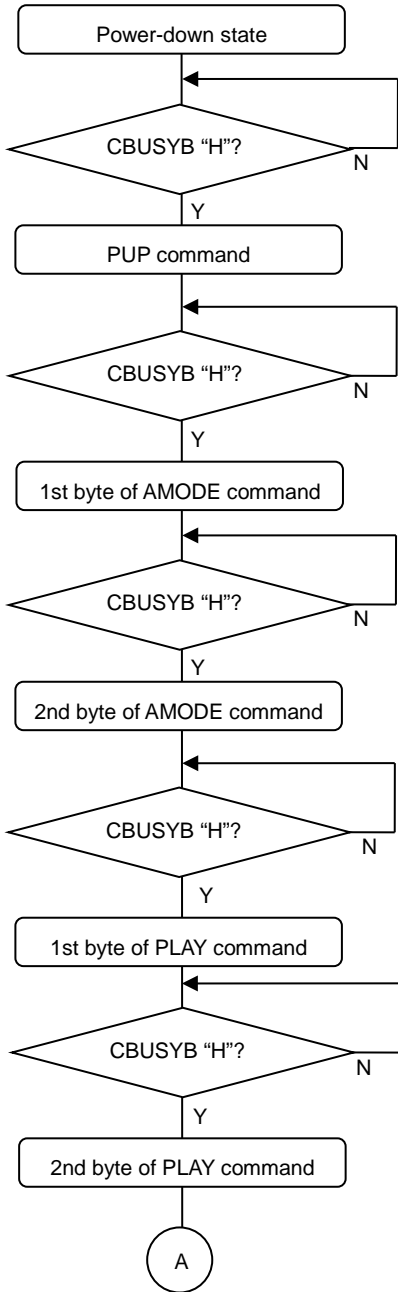 Power-down state
CBUSYB “H”?
N
Y
PUP command
CBUSYB “H”?
N
Y
1st byte of AMODE command
CBUSYB “H”?
N
Y
2nd byte of AMODE command
CBUSYB “H”?
N
Y
1st byte of PLAY command
CBUSYB “H”?
N
Y
2nd byte of PLAY command
A